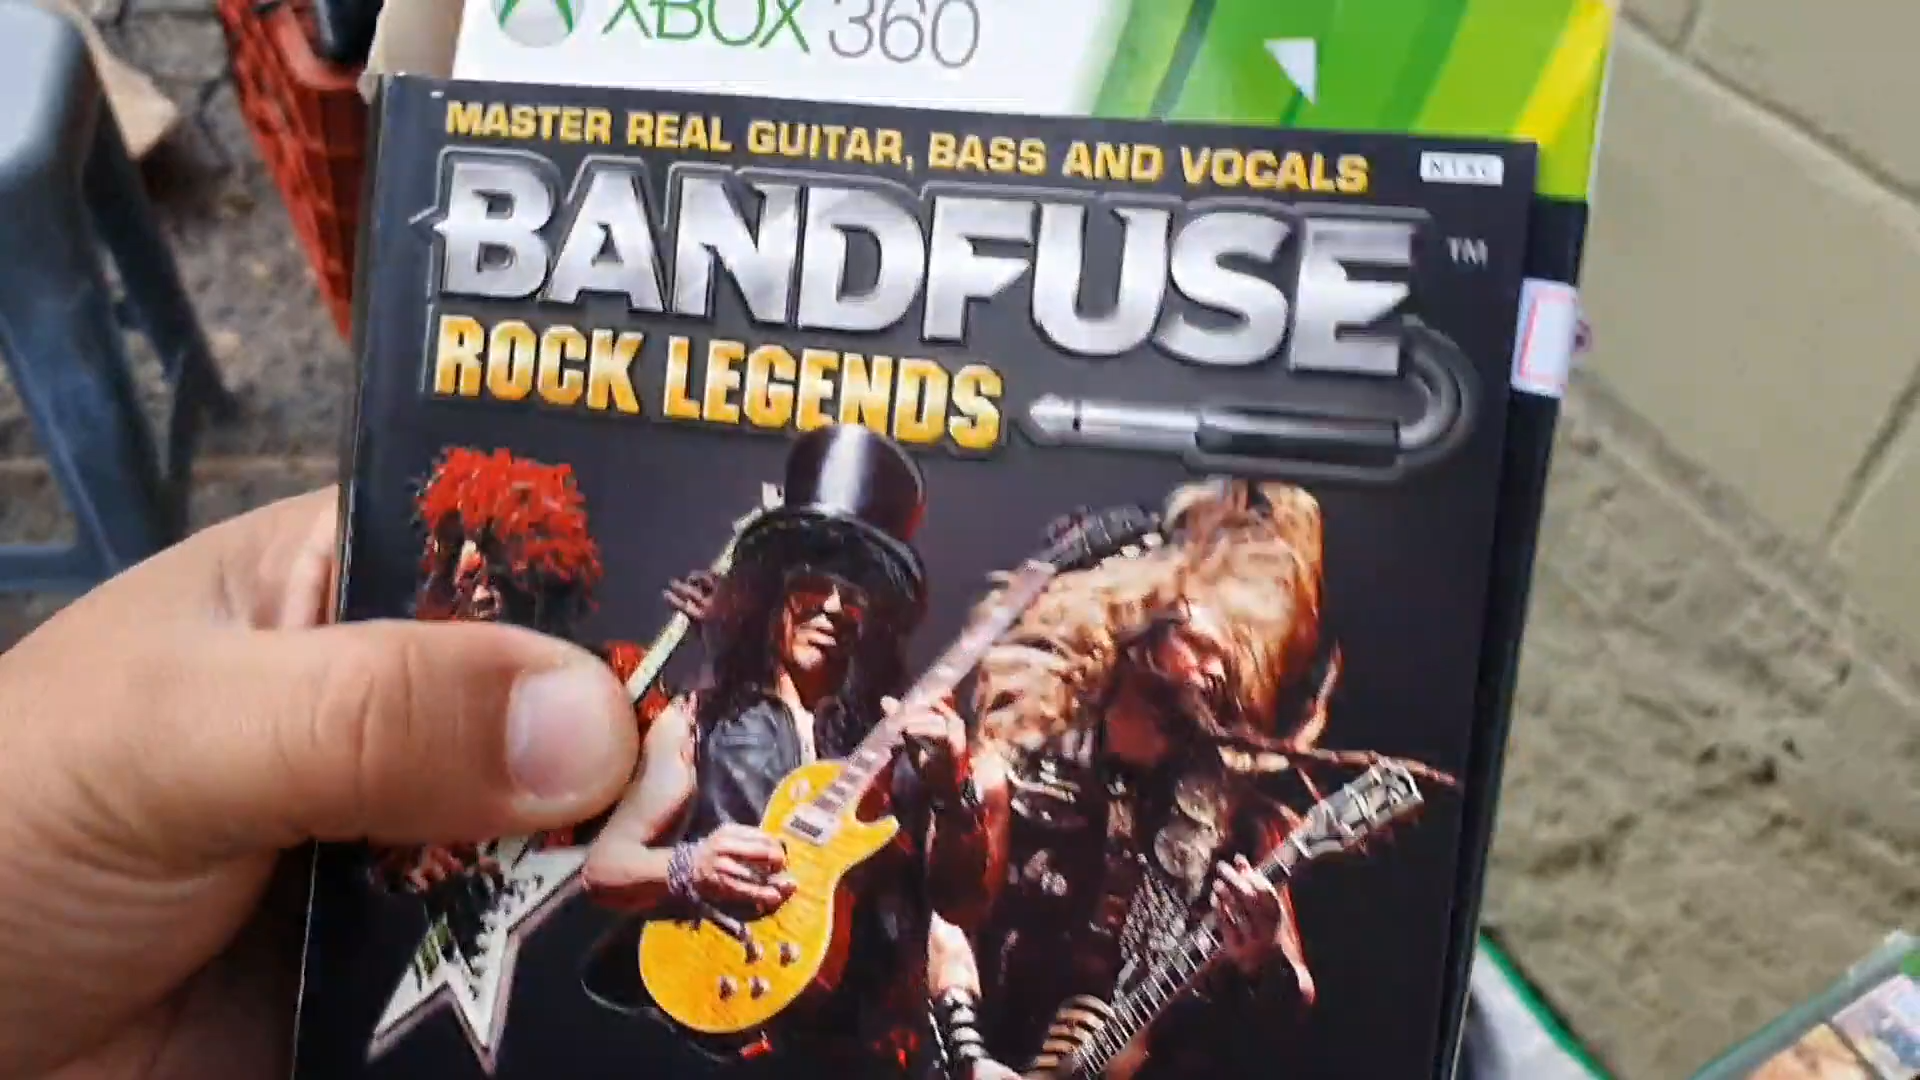 XBOX 360
MASTER REAL GUITAR, BASS AND VOCALS
NTSC
BANDFUSE TM
ROCK LEGENDS